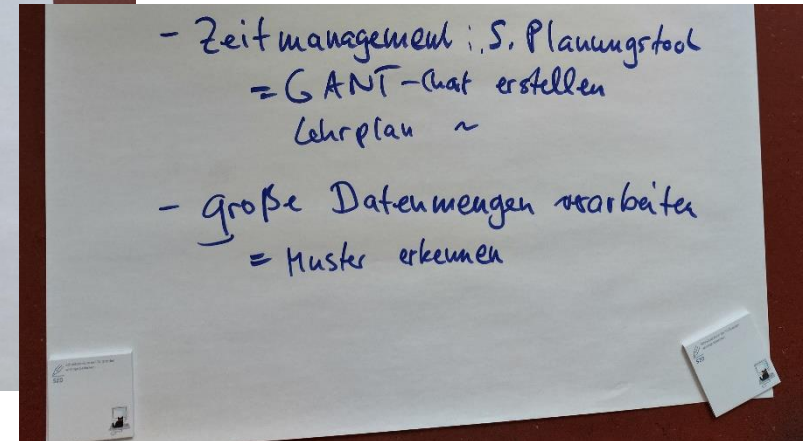 - Zeitmanagement i. S. Planungstool
= GANT-Chat erstellen
Lehrplan ~
- große Datenmengen verarbeiten
= Muster erkennen